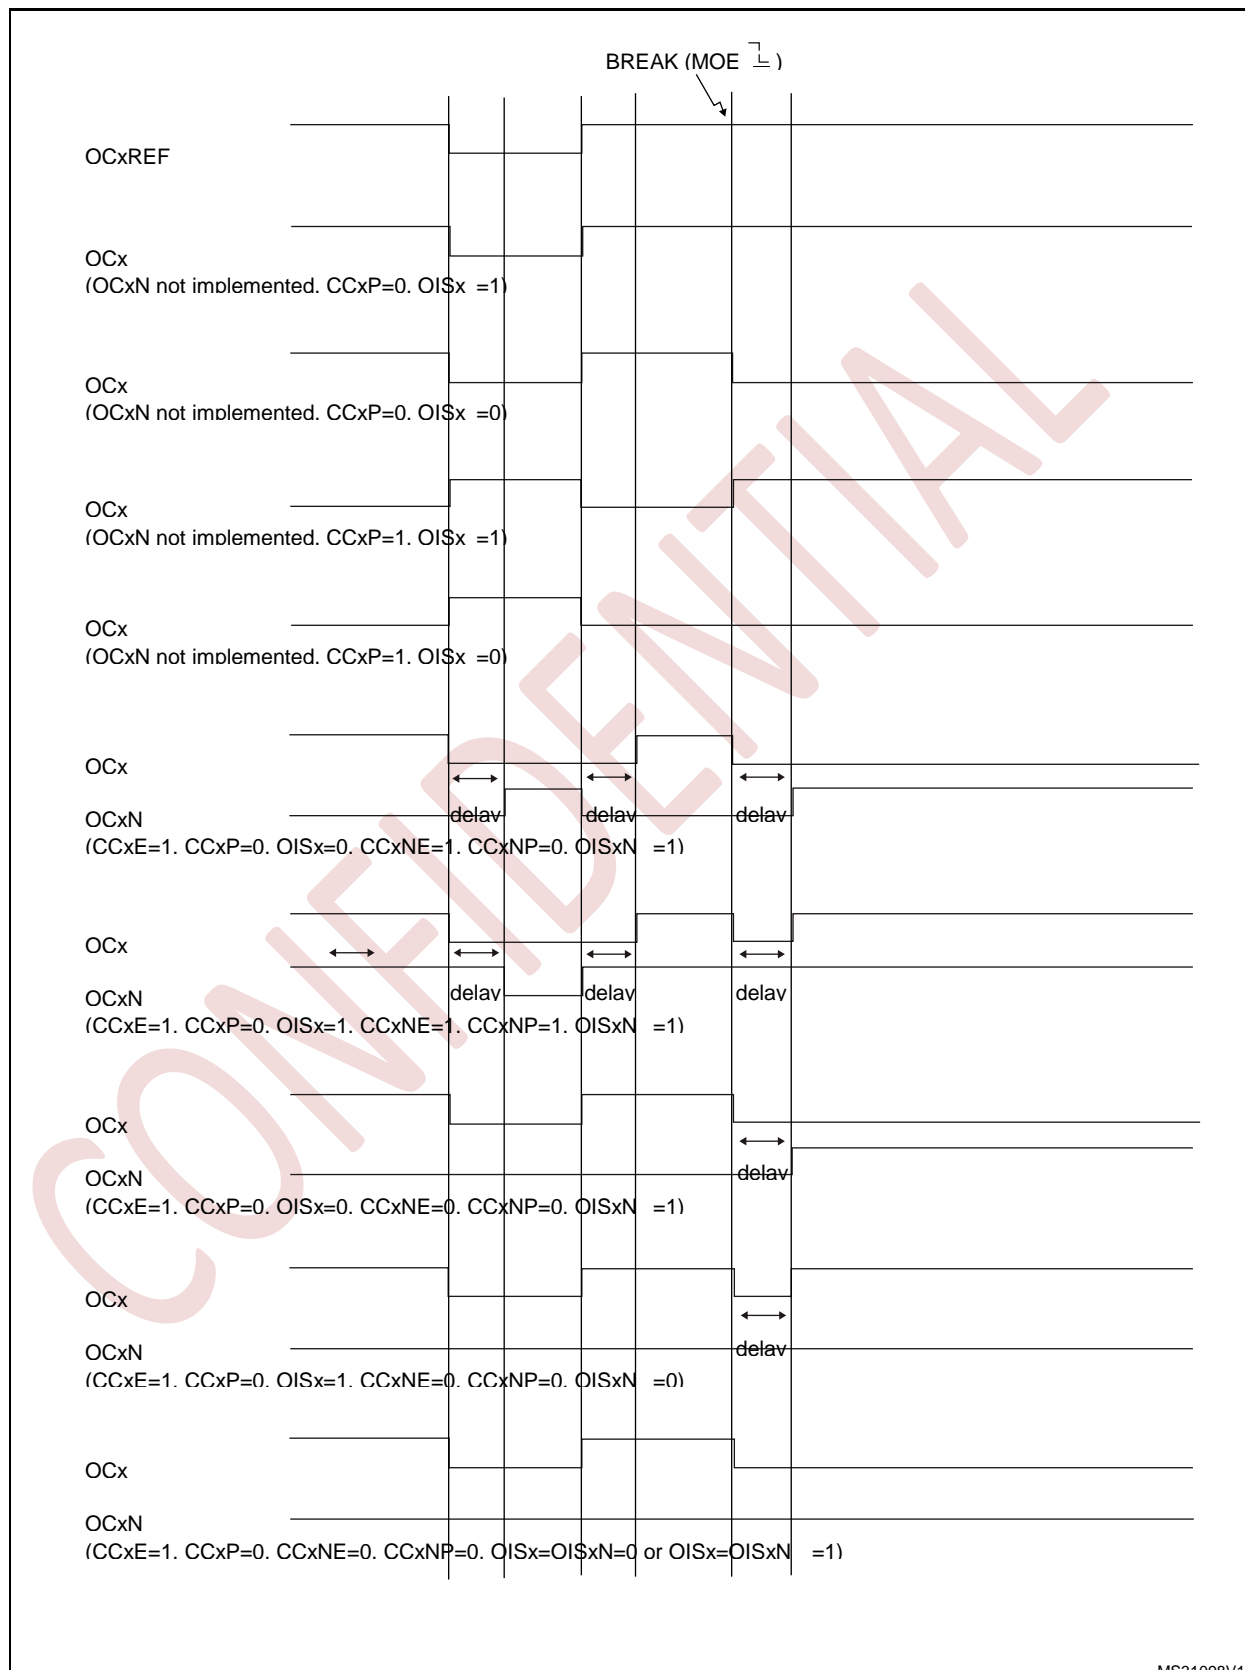 BREAK (MOE )
OCxREF
OCx
(OCxN not implemented, CCxP=0, OISx =1)
OCx
(OCxN not implemented, CCxP=0, OISx =0)
OCx
(OCxN not implemented, CCxP=1, OISx =1)
OCx
(OCxN not implemented, CCxP=1, OISx =0)
OCx
delay delay delay
OCxN
(CCxE=1, CCxP=0, OISx=0, CCxNE=1, CCxNP=0, OISxN =1)
OCx
delay delay delay
OCxN
(CCxE=1, CCxP=0, OISx=1, CCxNE=1, CCxNP=1, OISxN =1)
OCx
delay
OCxN
(CCxE=1, CCxP=0, OISx=0, CCxNE=0, CCxNP=0, OISxN =1)
OCx
delay
OCxN
(CCxE=1, CCxP=0, OISx=1, CCxNE=0, CCxNP=0, OISxN =0)
OCx
OCxN
(CCxE=1, CCxP=0, CCxNE=0, CCxNP=0, OISx=OISxN=0 or OISx=OISxN =1)
CONFIDENTIAL
MS31098V1